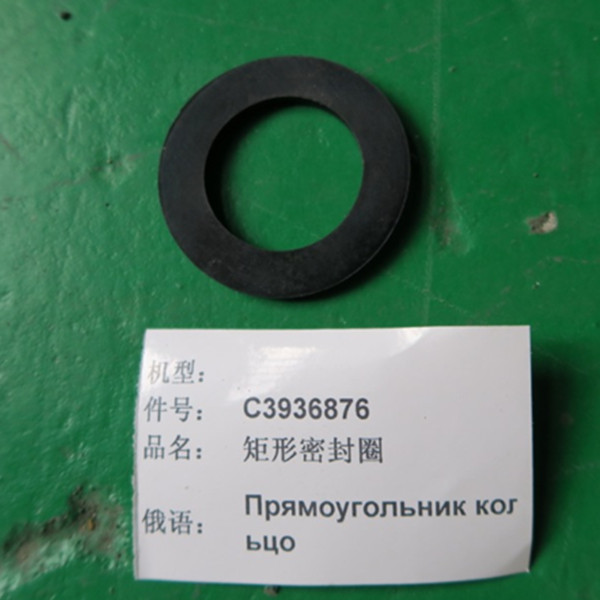 机型：
件号： C3936876
品名： 矩形密封圈
俄语： Прямоугольник кол
ьцо